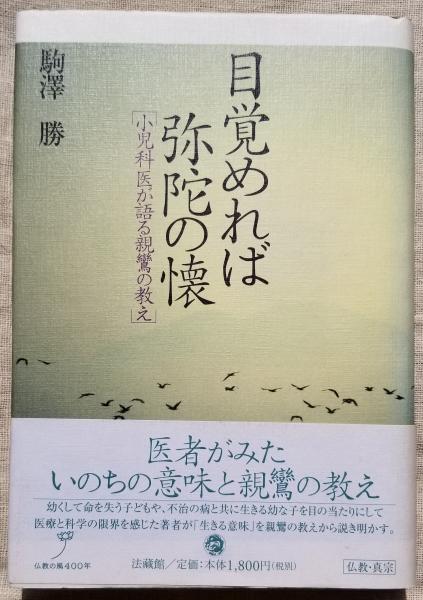 目覚めれば
弥陀の懐
「小児科医が語る親鸞の教え」
駒澤 勝
医者がみた
いのちの意味と親鸞の教え
幼くして命を失う子どもや、不治の病と共に生きる幼な子を目の当たりにして
医療と科学の限界を感じた著者が「生きる意味」を親鸞の教えから説き明かす。
仏教の風400年
法藏館/定価:本体1,800円(税別)
仏教・真宗